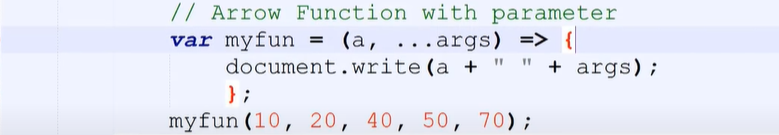 // Arrow Function with parameter
var myfun = (a, ...args) => {
document.write(a + " " + args);
};
myfun(10, 20, 40, 50, 70);